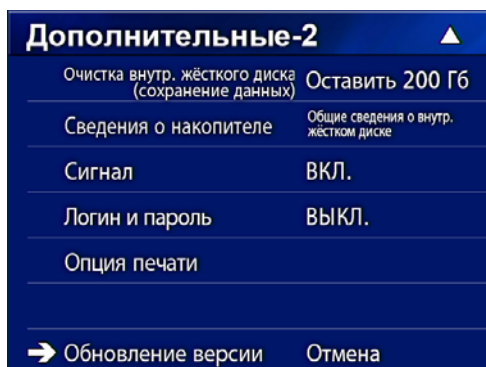 Дополнительные-2
Очистка внутр. жёсткого диска
(сохранение данных)
Оставить 200 Гб
Сведения о накопителе
Общие сведения о внутр.
жёстком диске
Сигнал ВКЛ.
Логин и пароль ВЫКЛ.
Опция печати
Обновление версии Отмена